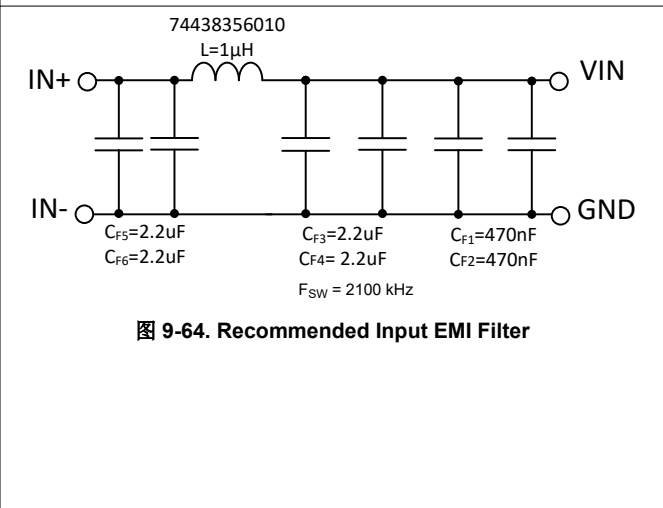 74438356010
L=1µH
IN+
VIN
IN-
GND
CF5=2.2uF
CF6=2.2uF
CF3=2.2uF
CF4= 2.2uF
CF1=470nF
CF2=470nF
FSW = 2100 kHz
图 9-64. Recommended Input EMI Filter